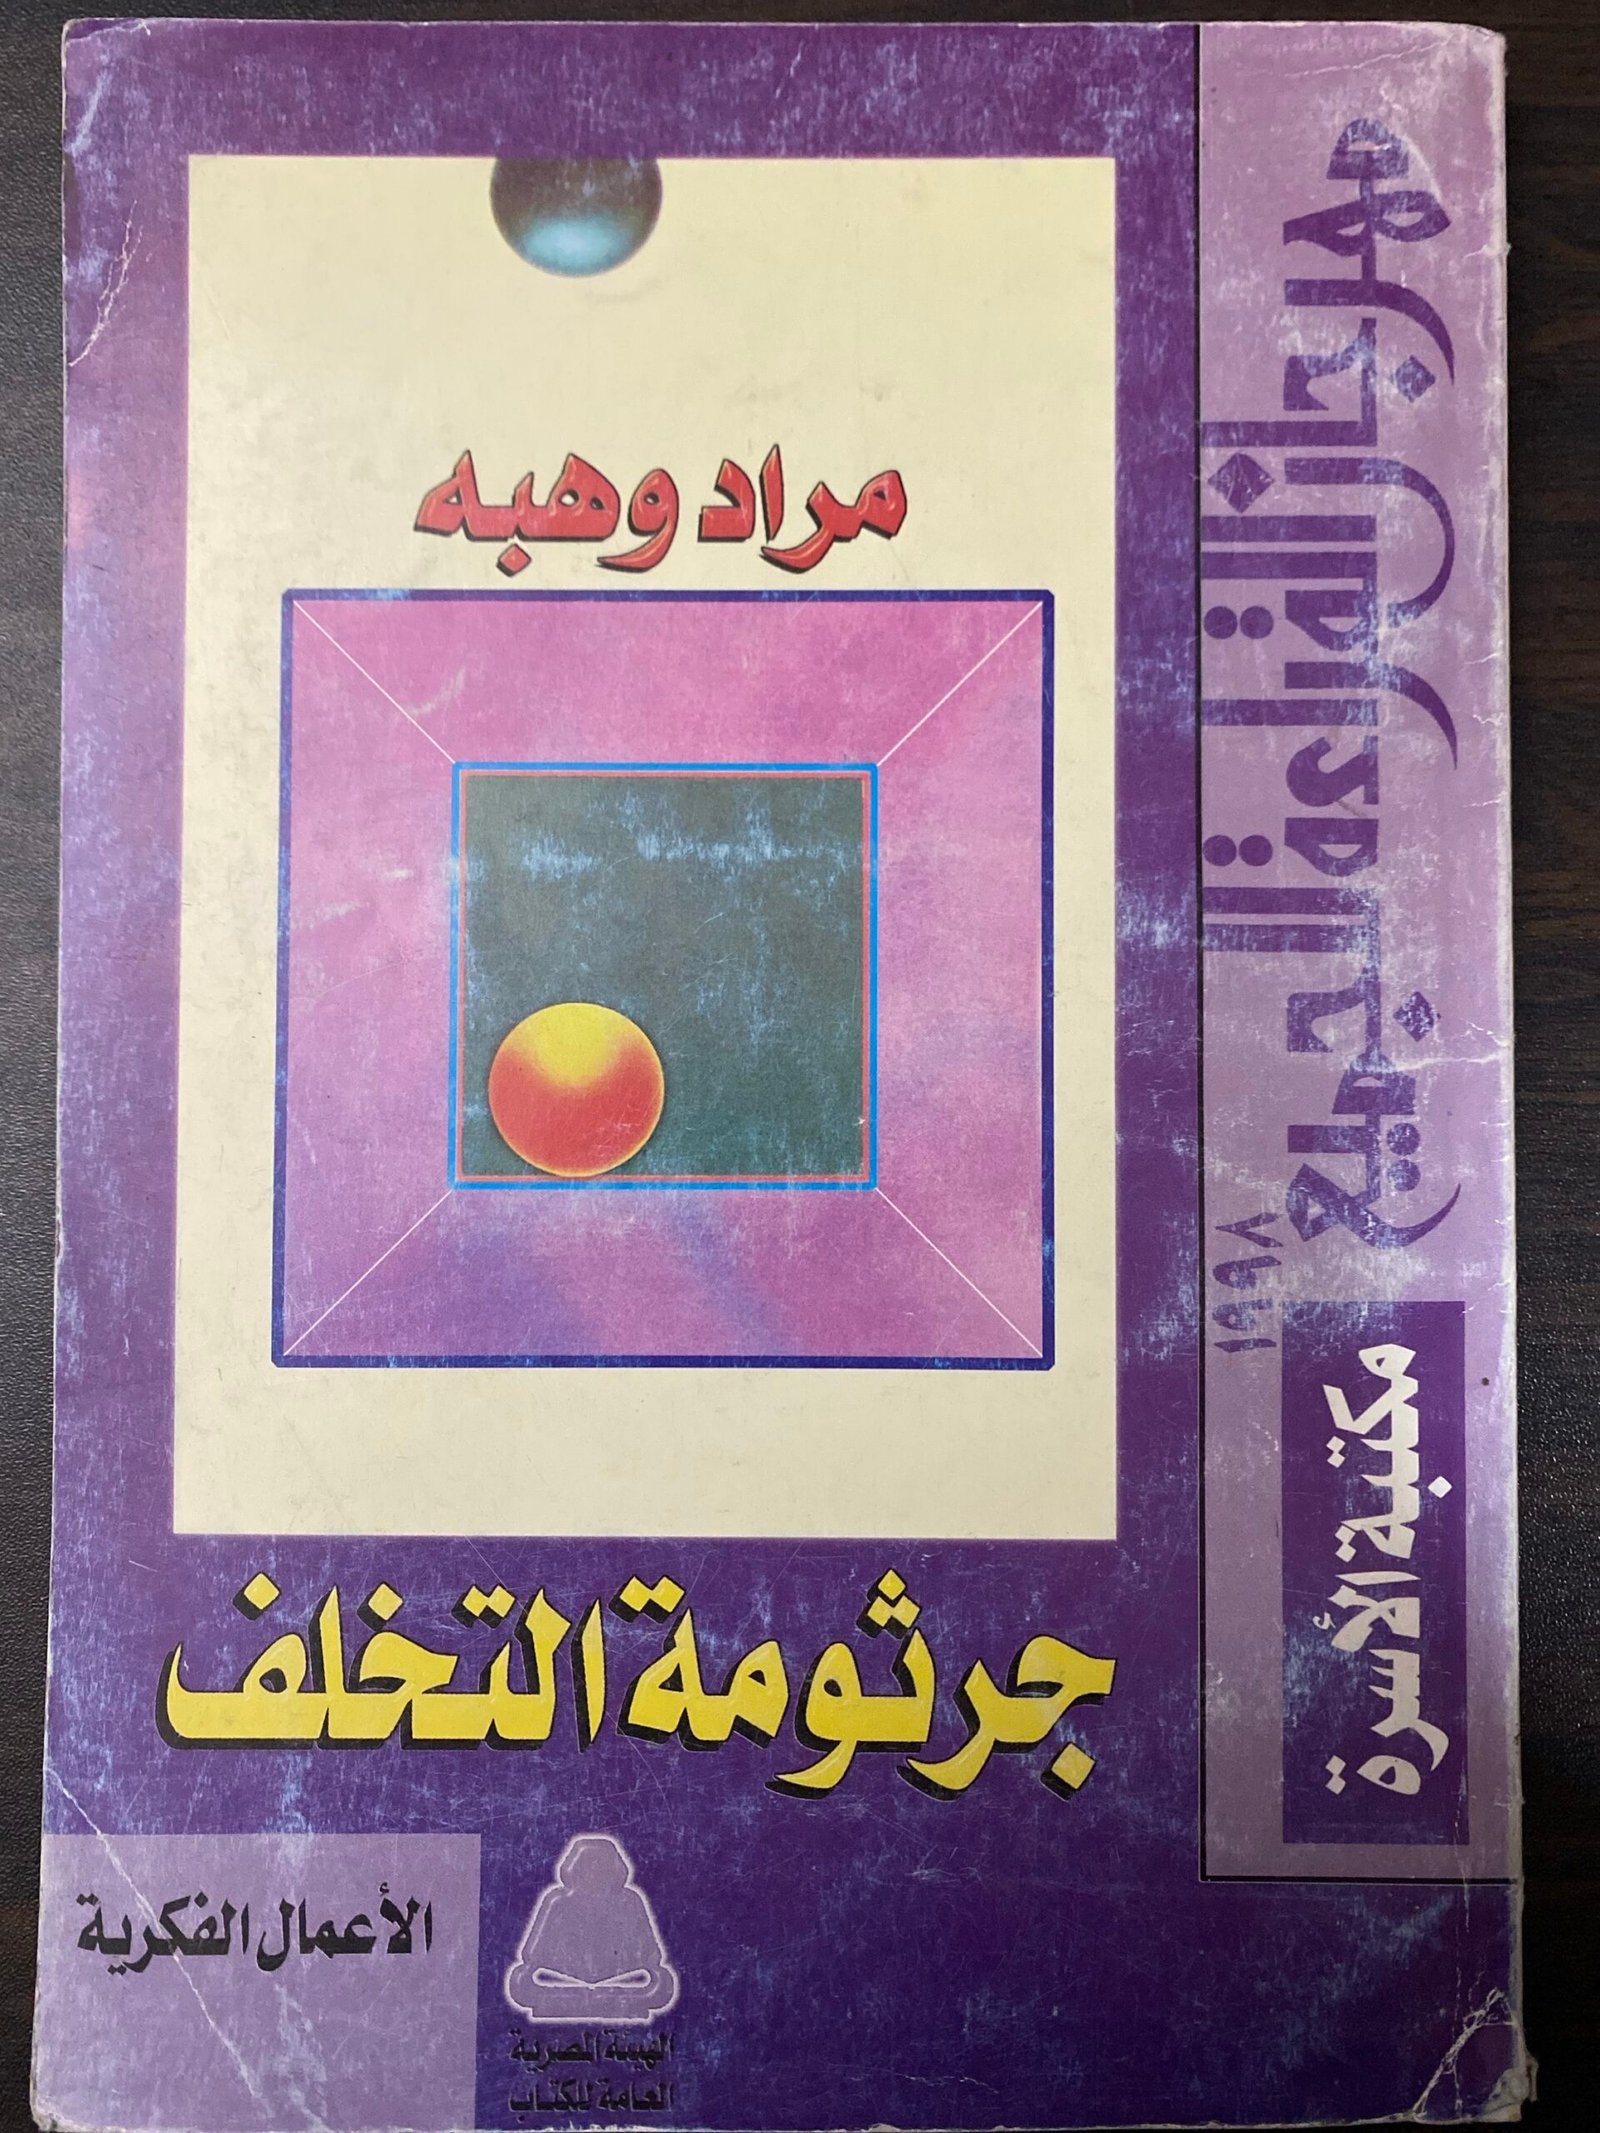 مراد وهبه
جرثومة التخلف
الأعمال الفكرية
الهيئة المصرية
العامة للكتاب
مهرجان القراءة للجميع
١٩٩٨
مكتبة الأسرة